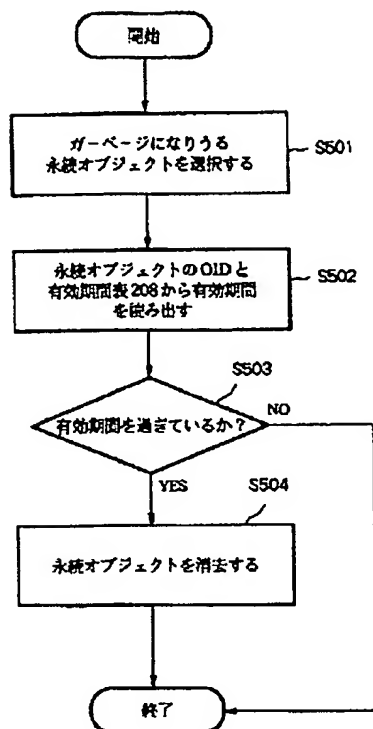 開始
ガーベージになりうる
永続オブジェクトを選択する
S501
永続オブジェクトのOIDと
有効期間表208から有効期間
を読み出す
S502
S503
有効期間を過ぎているか？
NO
YES
S504
永続オブジェクトを消去する
終了